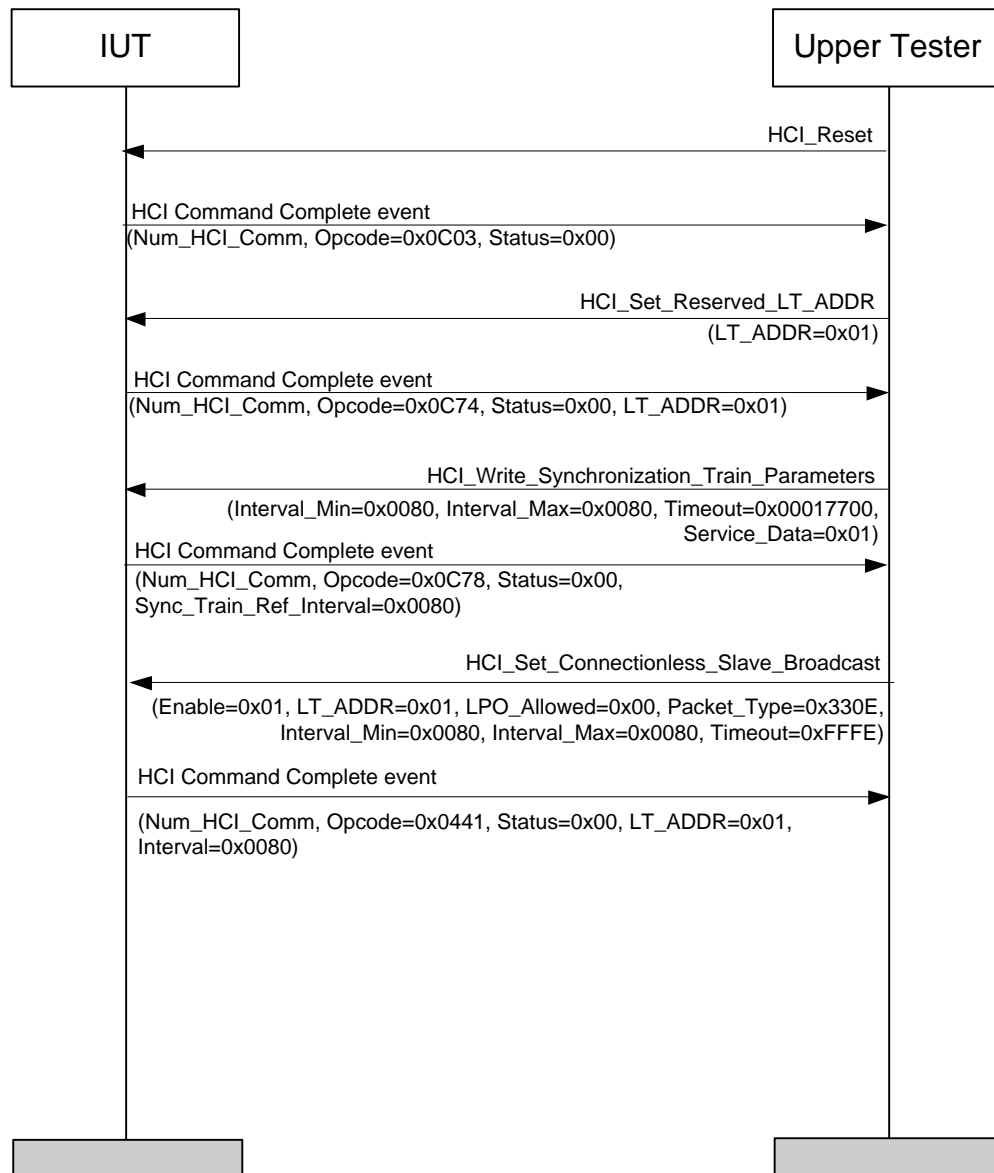 IUT
Upper Tester
HCI_Reset
HCI Command Complete event
(Num_HCI_Comm, Opcode=0x0C03, Status=0x00)
HCI_Set_Reserved_LT_ADDR
(LT_ADDR=0x01)
HCI Command Complete event
(Num_HCI_Comm, Opcode=0x0C74, Status=0x00, LT_ADDR=0x01)
HCI_Write_Synchronization_Train_Parameters
(Interval_Min=0x0080, Interval_Max=0x0080, Timeout=0x00017700,
Service_Data=0x01)
HCI Command Complete event
(Num_HCI_Comm, Opcode=0x0C78, Status=0x00,
Sync_Train_Ref_Interval=0x0080)
HCI_Set_Connectionless_Slave_Broadcast
(Enable=0x01, LT_ADDR=0x01, LPO_Allowed=0x00, Packet_Type=0x330E,
Interval_Min=0x0080, Interval_Max=0x0080, Timeout=0xFFFE)
HCI Command Complete event
(Num_HCI_Comm, Opcode=0x0441, Status=0x00, LT_ADDR=0x01,
Interval=0x0080)